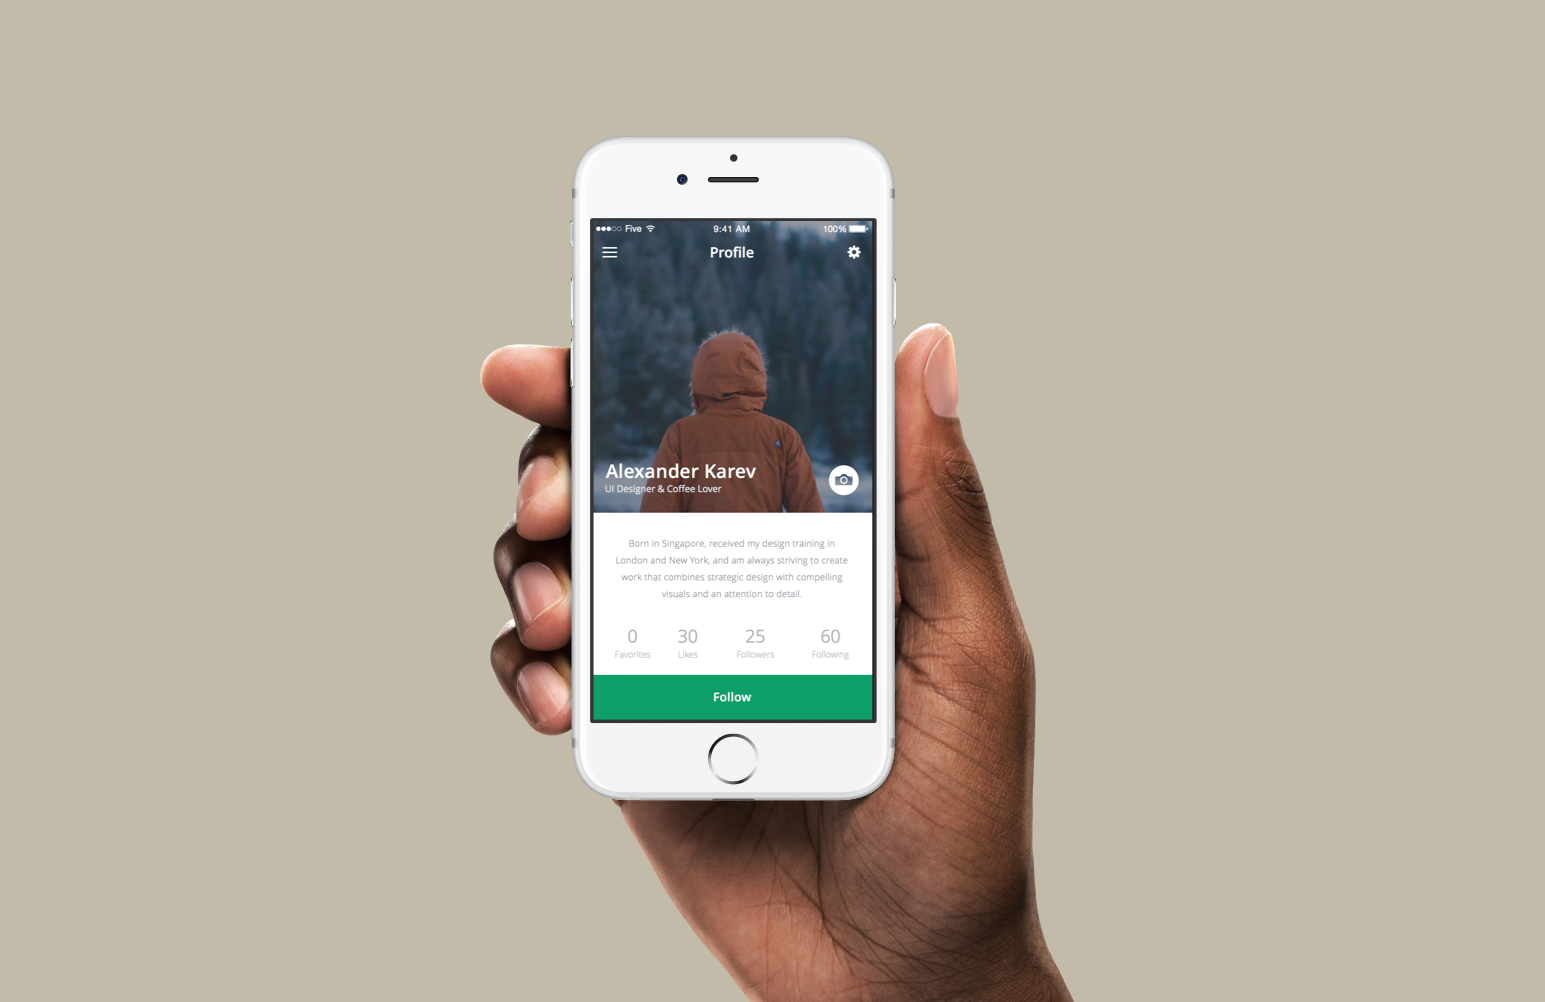 Five 9:41 AM 100%
Profile
Alexander Karev
UI Designer & Coffee Lover
Born in Singapore, received my design training in
London and New York, and am always striving to create
work that combines strategic design with compelling
visuals and an attention to detail.
0 30 25 60
Favorites Likes Followers Following
Follow